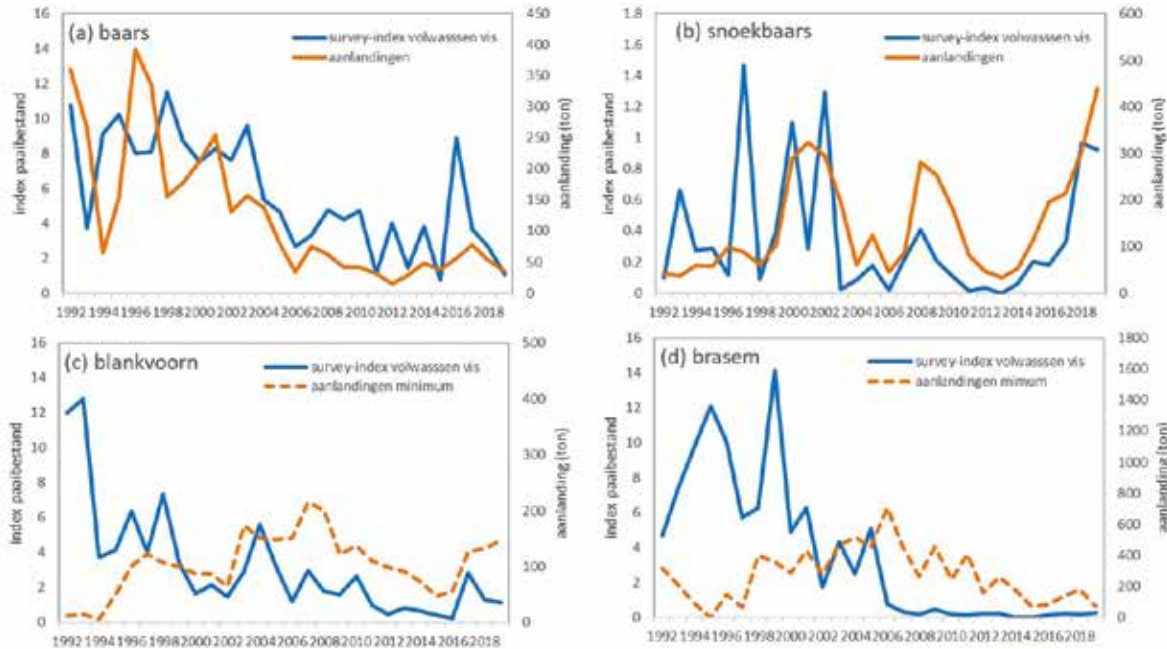 (a) baars
survey-index volwasssen vis
aanlandingen
index paaibestand
16
14
12
10
8
6
4
2
0
450
400
350
300
250
200
150
100
50
0
aanlanding (ton)
1992 1994 1996 1998 2000 2002 2004 2006 2008 2010 2012 2014 2016 2018
(b) snoekbaars
survey-index volwasssen vis
aanlandingen
index paaibestand
1.8
1.6
1.4
1.2
1
0.8
0.6
0.4
0.2
0
600
500
400
300
200
100
0
aanlanding (ton)
1992 1994 1996 1998 2000 2002 2004 2006 2008 2010 2012 2014 2016 2018
(c) blankvoorn
survey-index volwasssen vis
aanlandingen minimum
index paaibestand
16
14
12
10
8
6
4
2
0
500
400
300
200
100
0
aanlanding (ton)
1992 1994 1996 1998 2000 2002 2004 2006 2008 2010 2012 2014 2016 2018
(d) brasem
survey-index volwasssen vis
aanlandingen mimum
Index paaibestand
16
14
12
10
8
6
4
2
0
1800
1600
1400
1200
1000
800
600
400
200
0
aanlanding (ton)
1992 1994 1996 1998 2000 2002 2004 2006 2008 2010 2012 2014 2016 2018